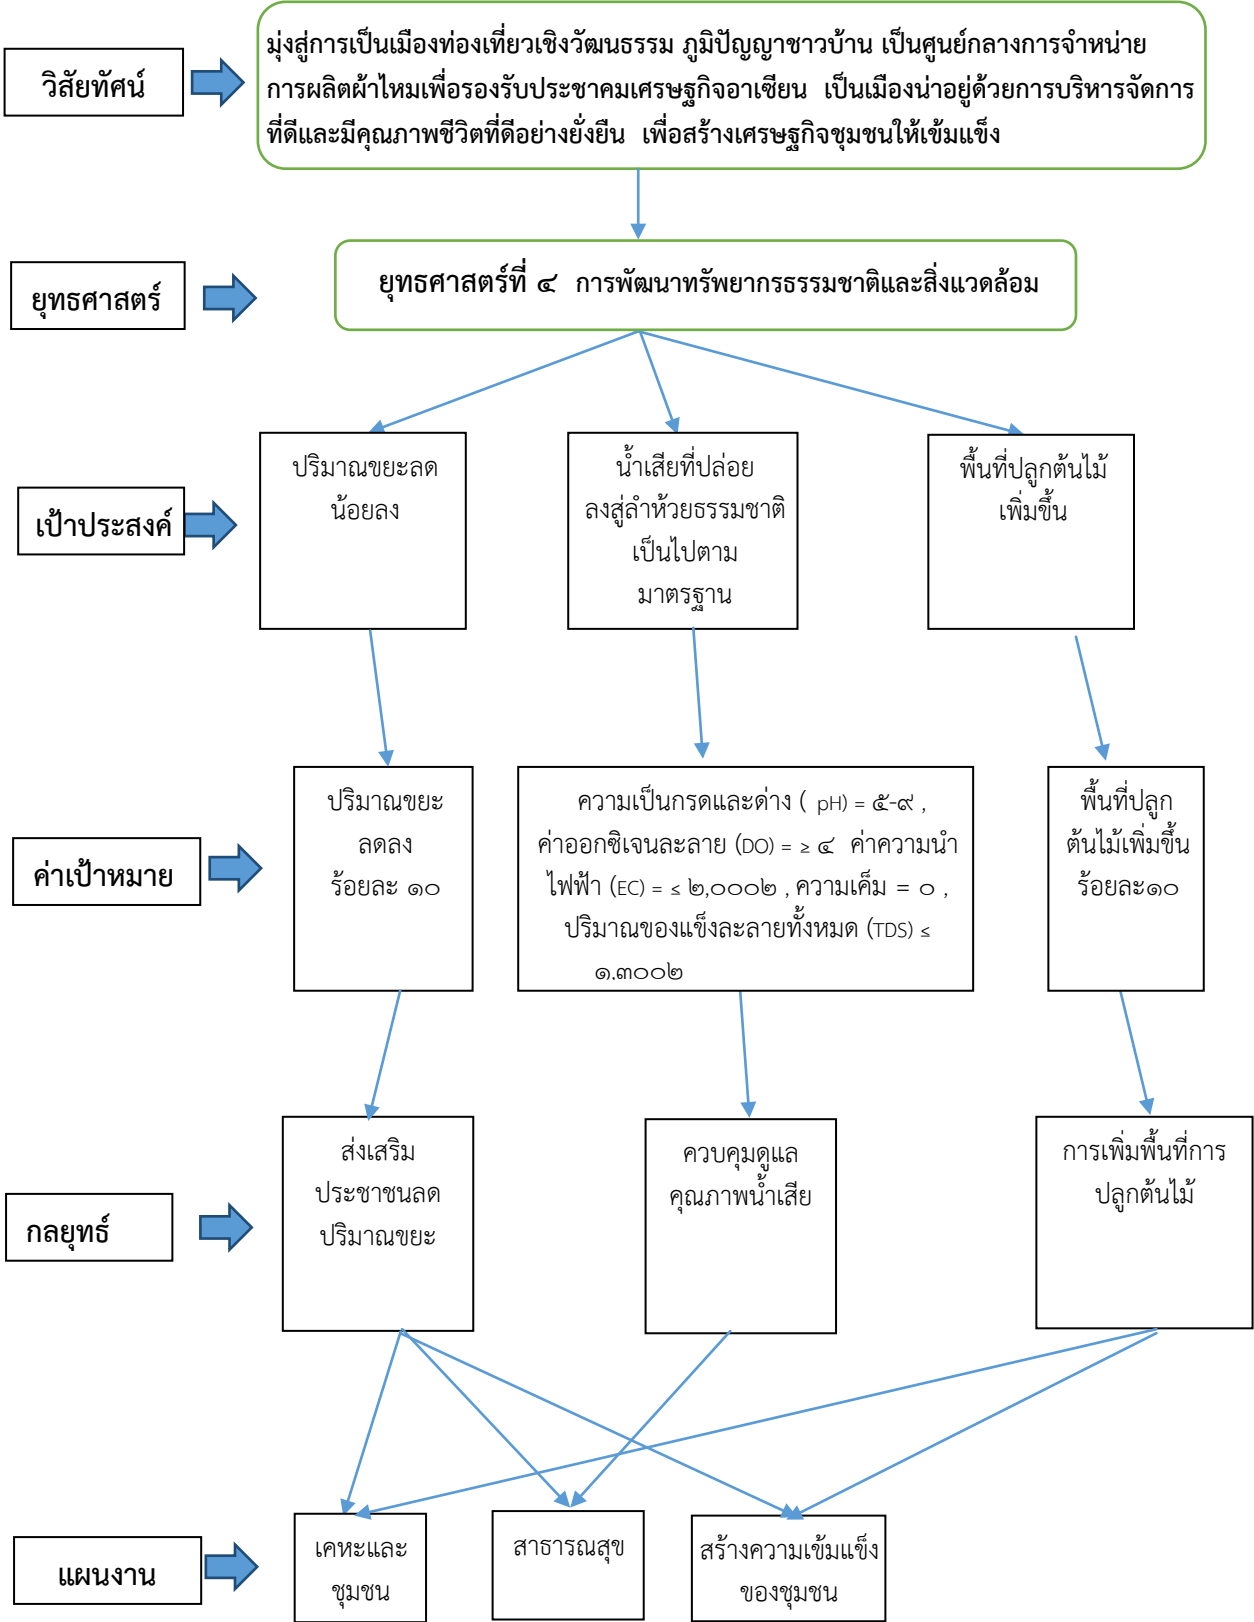 วิสัยทัศน์
มุ่งสู่การเป็นเมืองท่องเที่ยวเชิงวัฒนธรรม ภูมิปัญญาชาวบ้าน เป็นศูนย์กลางการจำหน่าย
การผลิตผ้าไหมเพื่อรองรับประชาคมเศรษฐกิจอาเซียน เป็นเมืองน่าอยู่ด้วยการบริหารจัดการ
ที่ดีและมีคุณภาพชีวิตที่ดีอย่างยั่งยืน เพื่อสร้างเศรษฐกิจชุมชนให้เข้มแข็ง
ยุทธศาสตร์
ยุทธศาสตร์ที่ ๔ การพัฒนาทรัพยากรธรรมชาติและสิ่งแวดล้อม
เป้าประสงค์
ปริมาณขยะลด
น้อยลง
น้ำเสียที่ปล่อย
ลงสู่ลำห้วยธรรมชาติ
เป็นไปตาม
มาตรฐาน
พื้นที่ปลูกต้นไม้
เพิ่มขึ้น
ค่าเป้าหมาย
ปริมาณขยะ
ลดลง
ร้อยละ ๑๐
ความเป็นกรดและด่าง ( pH) = ๕-๙ ,
ค่าออกซิเจนละลาย (DO) = ≥ ๔ ค่าความนำ
ไฟฟ้า (EC) = ≤ ๒,๐๐๐๒ , ความเค็ม = ๐ ,
ปริมาณของแข็งละลายทั้งหมด (TDS) ≤
๑.๓๐๐๒
พื้นที่ปลูก
ต้นไม้เพิ่มขึ้น
ร้อยละ๑๐
กลยุทธ์
ส่งเสริม
ประชาชนลด
ปริมาณขยะ
ควบคุมดูแล
คุณภาพน้ำเสีย
การเพิ่มพื้นที่การ
ปลูกต้นไม้
แผนงาน
เคหะและ
ชุมชน
สาธารณสุข
สร้างความเข้มแข็ง
ของชุมชน